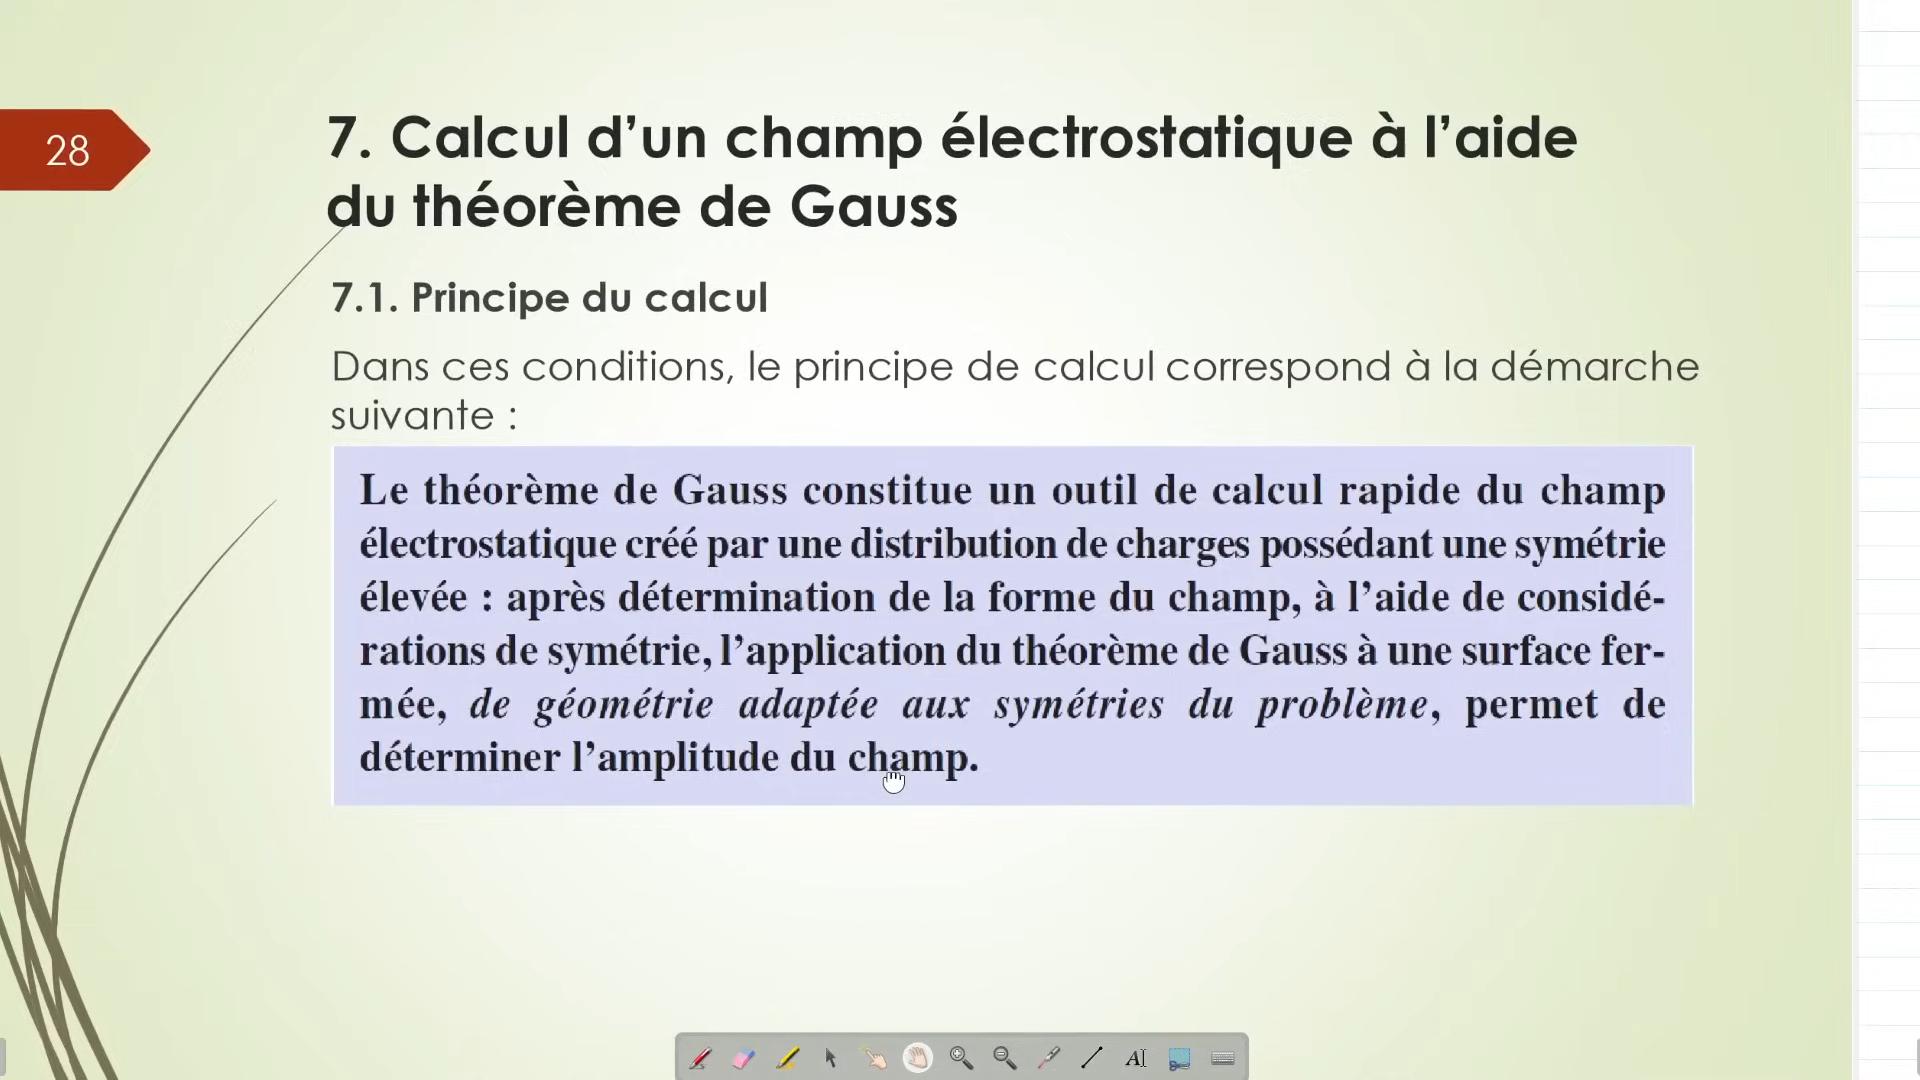 28
7. Calcul d’un champ électrostatique à l’aide
du théorème de Gauss
7.1. Principe du calcul
Dans ces conditions, le principe de calcul correspond à la démarche
suivante :
Le théorème de Gauss constitue un outil de calcul rapide du champ
électrostatique créé par une distribution de charges possédant une symétrie
élevée : après détermination de la forme du champ, à l’aide de considé-
rations de symétrie, l’application du théorème de Gauss à une surface fer-
mée, de géométrie adaptée aux symétries du problème, permet de
déterminer l’amplitude du champ.